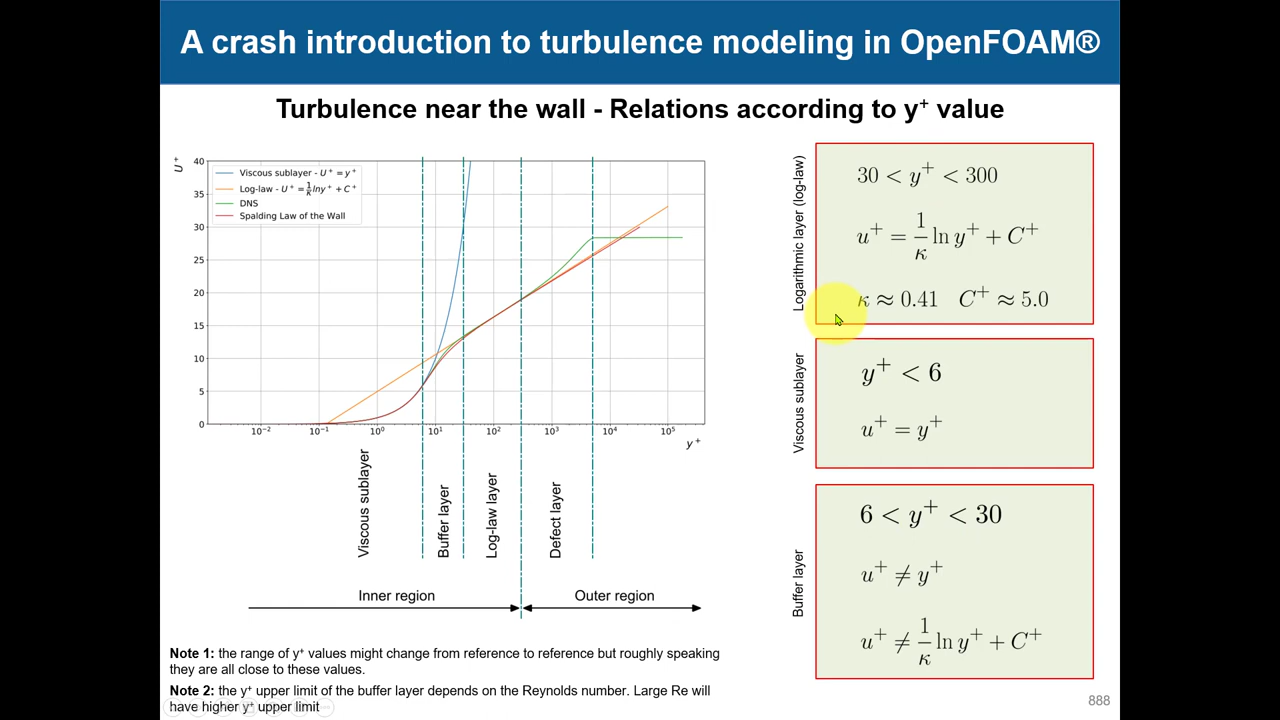 A crash introduction to turbulence modeling in OpenFOAM®
Turbulence near the wall - Relations according to y⁺ value
U⁺
40
35
30
25
20
15
10
5
0
Viscous sublayer - U⁺ = y⁺
Log-law - U⁺ = 1/κ lny⁺ + C⁺
DNS
Spalding Law of the Wall
10⁻² 10⁻¹ 10⁰ 10¹ 10² 10³ 10⁴ 10⁵
y⁺
Viscous sublayer
Buffer layer
Log-law layer
Defect layer
Inner region
Outer region
Note 1: the range of y⁺ values might change from reference to reference but roughly speaking
they are all close to these values.
Note 2: the y⁺ upper limit of the buffer layer depends on the Reynolds number. Large Re will
have higher y⁺ upper limit
Logarithmic layer (log-law)
30 < y⁺ < 300
u⁺ = 1/κ ln y⁺ + C⁺
κ ≈ 0.41 C⁺ ≈ 5.0
Viscous sublayer
y⁺ < 6
u⁺ = y⁺
Buffer layer
6 < y⁺ < 30
u⁺ ≠ y⁺
u⁺ ≠ 1/κ ln y⁺ + C⁺
888